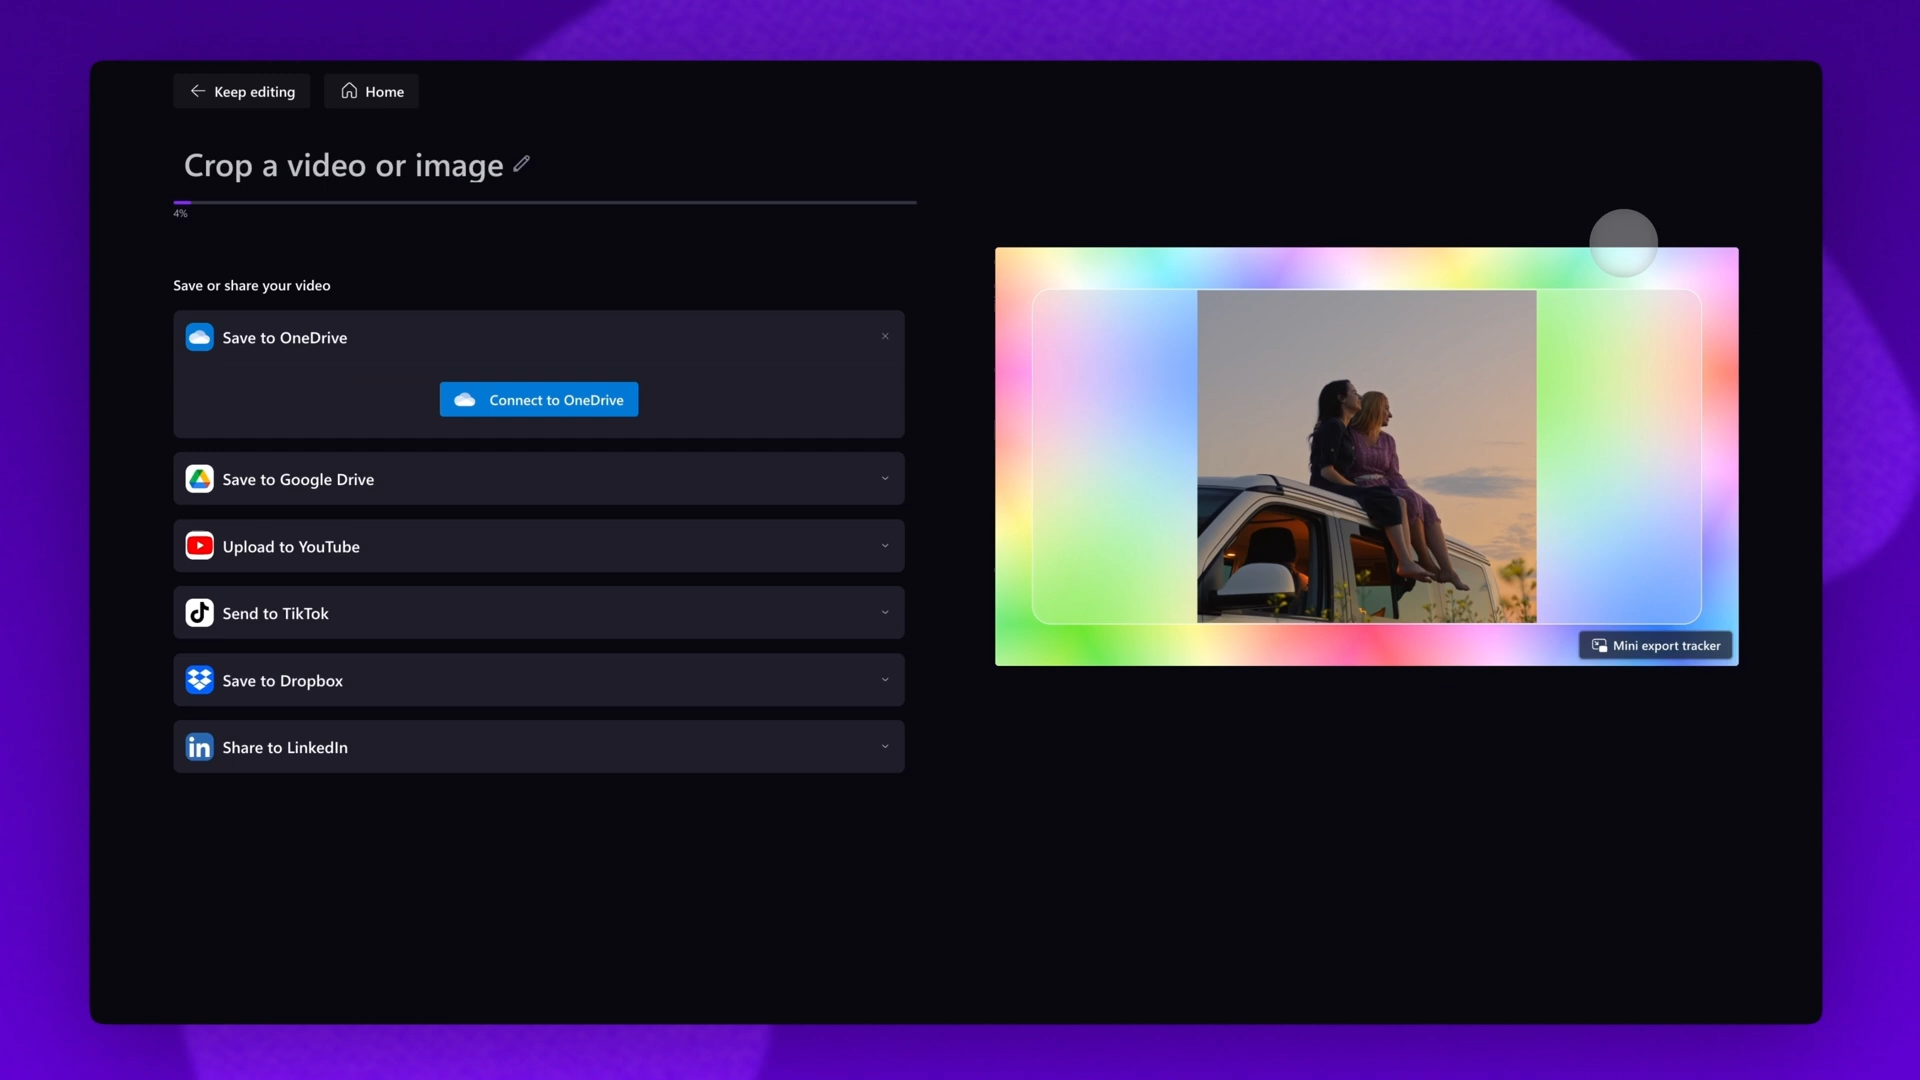 Keep editing
Home
Crop a video or image
4%
Save or share your video
Save to OneDrive
Connect to OneDrive
Save to Google Drive
Upload to YouTube
Send to TikTok
Save to Dropbox
in Share to LinkedIn
Mini export tracker